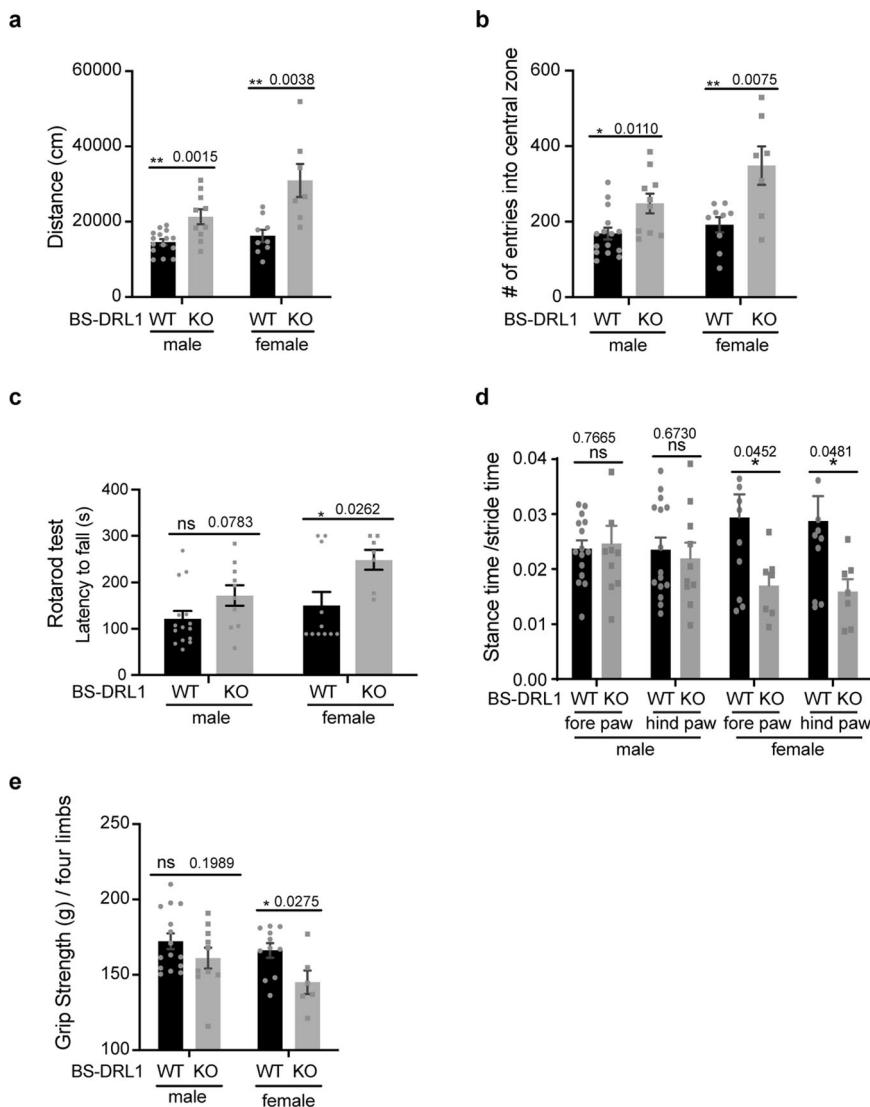 a
Distance (cm)
60000
40000
20000
0
** 0.0015
** 0.0038
BS-DRL1 WT KO WT KO
male female
b
# of entries into central zone
600
400
200
0
* 0.0110
** 0.0075
BS-DRL1 WT KO WT KO
male female
c
Rotarod test
Latency to fall (s)
400
300
200
100
0
ns 0.0783
* 0.0262
BS-DRL1 WT KO WT KO
male female
d
Stance time /stride time
0.04
0.03
0.02
0.01
0.00
0.7665 0.6730 0.0452 0.0481
ns ns * *
BS-DRL1 WT KO WT KO WT KO WT KO
fore paw hind paw fore paw hind paw
male female
e
Grip Strength (g) / four limbs
250
200
150
100
ns 0.1989
* 0.0275
BS-DRL1 WT KO WT KO
male female